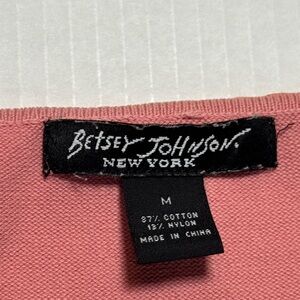 BETSEY JOHNSON.
NEW YORK
M
87% COTTON
13% NYLON
MADE IN CHINA